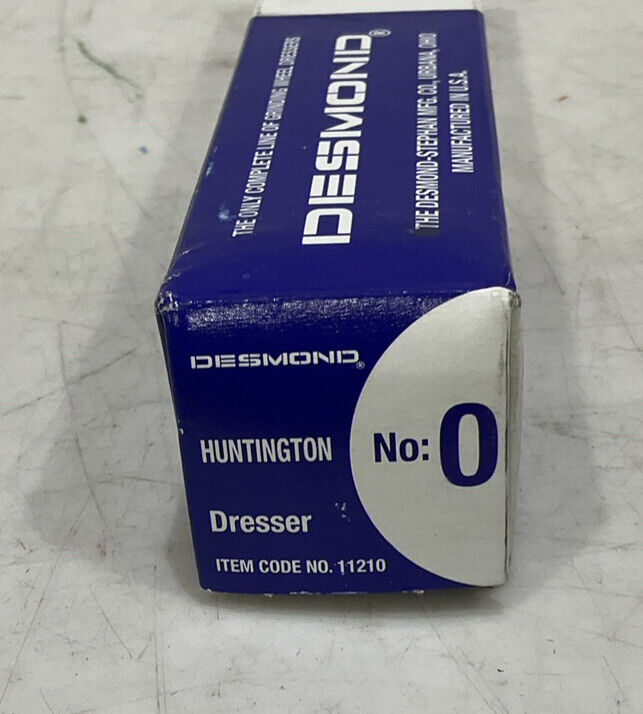 THE ONLY COMPLETE LINE OF GRINDING WHEEL DRESSERS
DESMOND®
THE DESMOND-STEPHAN MFG. CO., URBANA, OHIO
MANUFACTURED IN U.S.A.
DESMOND®
HUNTINGTON
No: 0
Dresser
ITEM CODE NO. 11210